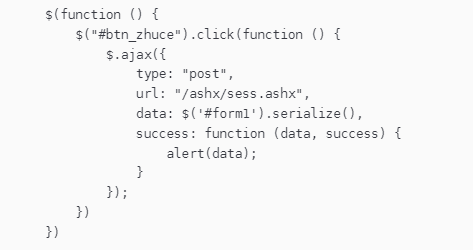 $(function () {
    $("#btn_zhuce").click(function () {
        $.ajax({
            type: "post",
            url: "/ashx/sess.ashx",
            data: $('#form1').serialize(),
            success: function (data, success) {
                alert(data);
            }
        });
    })
})